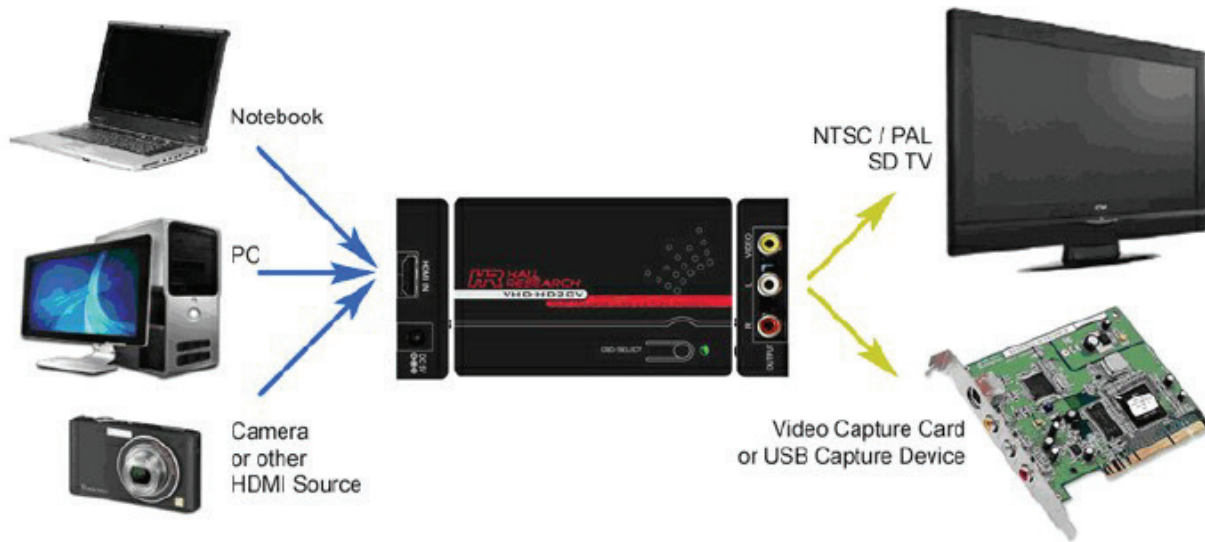 Notebook
PC
Camera
or other
HDMI Source
HDMI IN
DC 5V
HR HALL
RESEARCH
VHD-HD2CV
OSD-SELECT
VIDEO
L
R
OUTPUT
NTSC / PAL
SD TV
Video Capture Card
or USB Capture Device